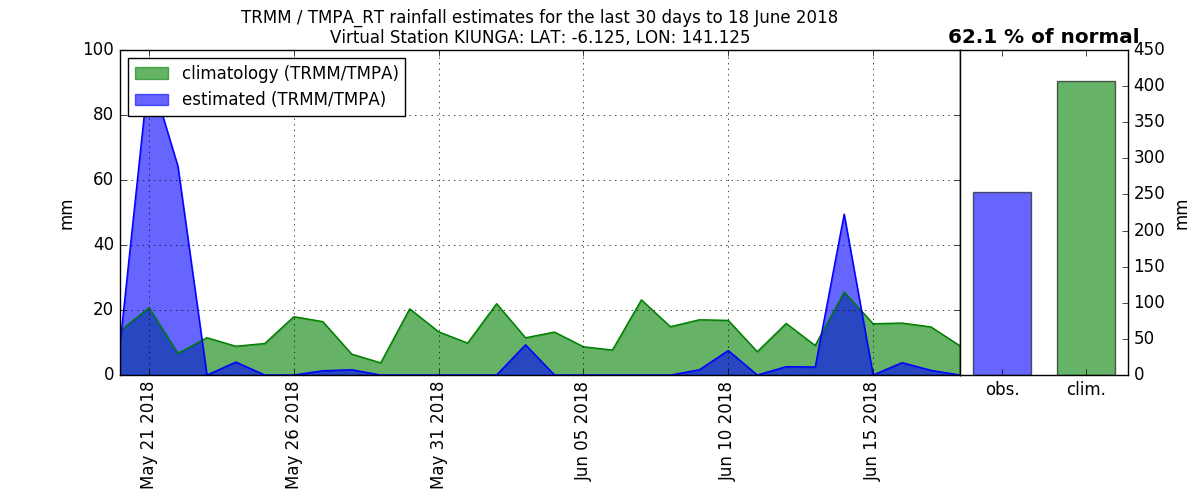 TRMM / TMPA_RT rainfall estimates for the last 30 days to 18 June 2018
Virtual Station KIUNGA: LAT: -6.125, LON: 141.125
62.1 % of normal
climatology (TRMM/TMPA)
estimated (TRMM/TMPA)
100
80
60
40
20
0
mm
May 21 2018
May 26 2018
May 31 2018
Jun 05 2018
Jun 10 2018
Jun 15 2018
obs.
clim.
450
400
350
300
250
200
150
100
50
0
mm